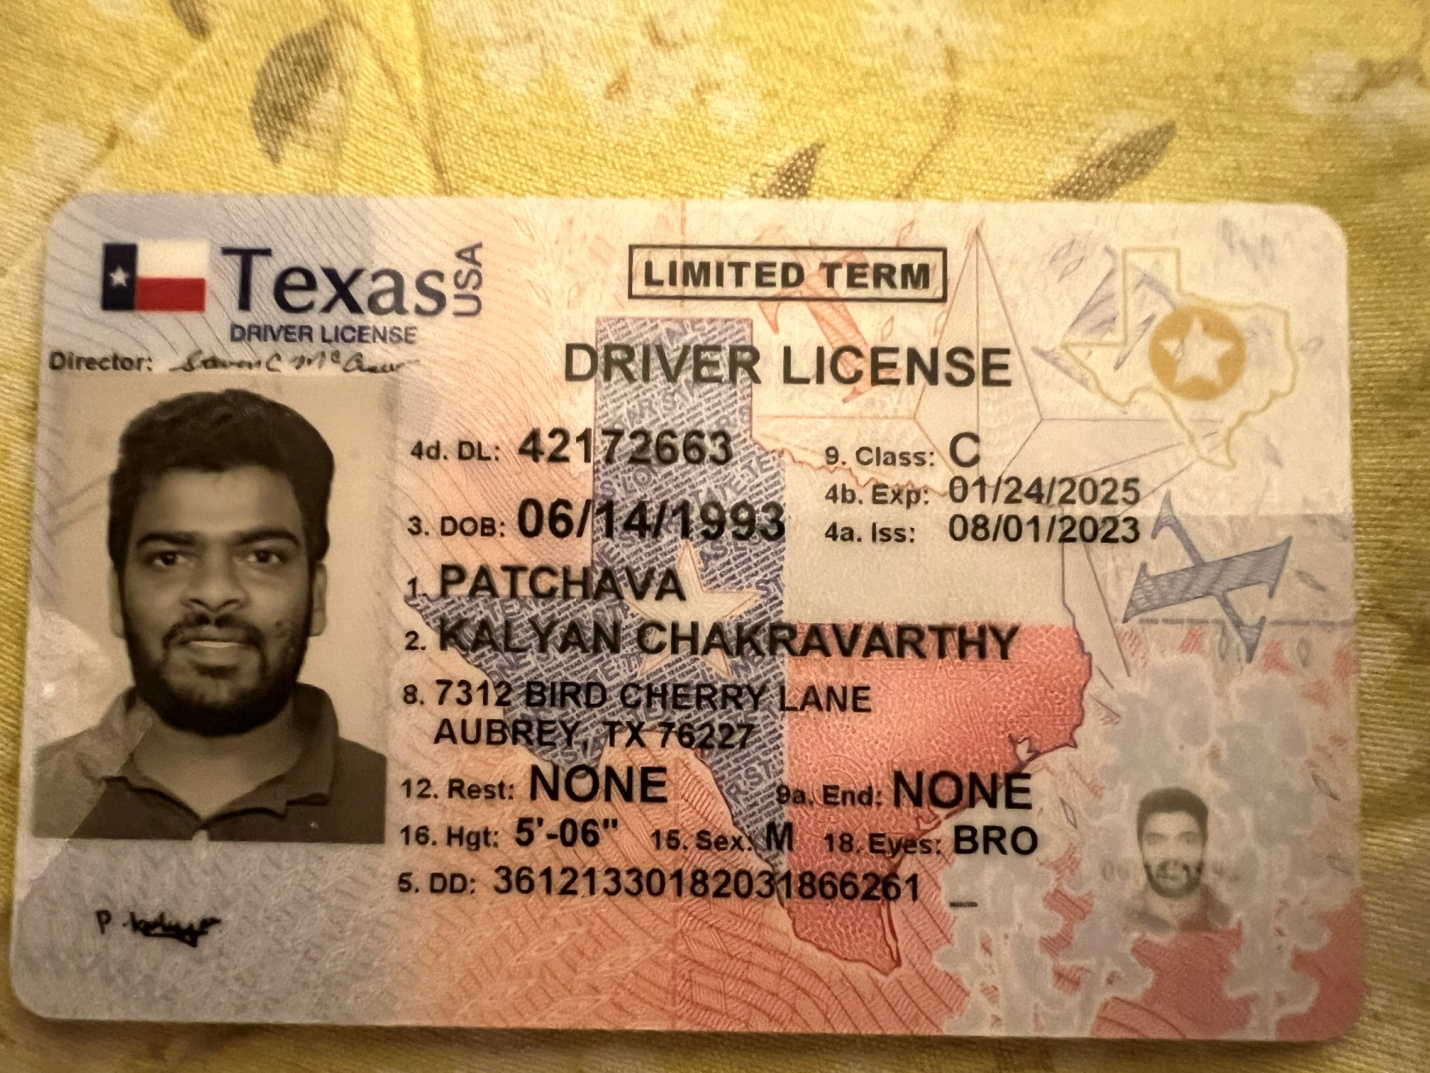 Texas USA
DRIVER LICENSE
Director:
LIMITED TERM
DRIVER LICENSE
4d. DL: 42172663
9. Class: C
4b. Exp: 01/24/2025
3. DOB: 06/14/1993
4a. Iss: 08/01/2023
1. PATCHAVA
2. KALYAN CHAKRAVARTHY
8. 7312 BIRD CHERRY LANE
AUBREY, TX 76227
12. Rest: NONE
9a. End: NONE
16. Hgt: 5'-06" 15. Sex: M 18. Eyes: BRO
5. DD: 36121330182031866261